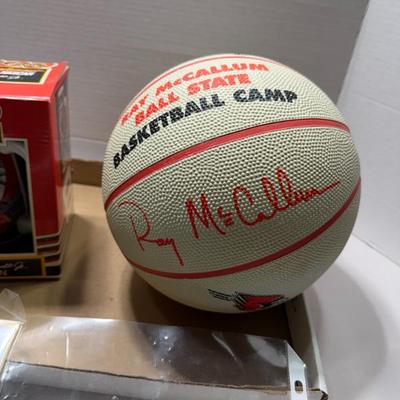 RAY McCALLUM
BALL STATE
BASKETBALL CAMP
Ray McCallum